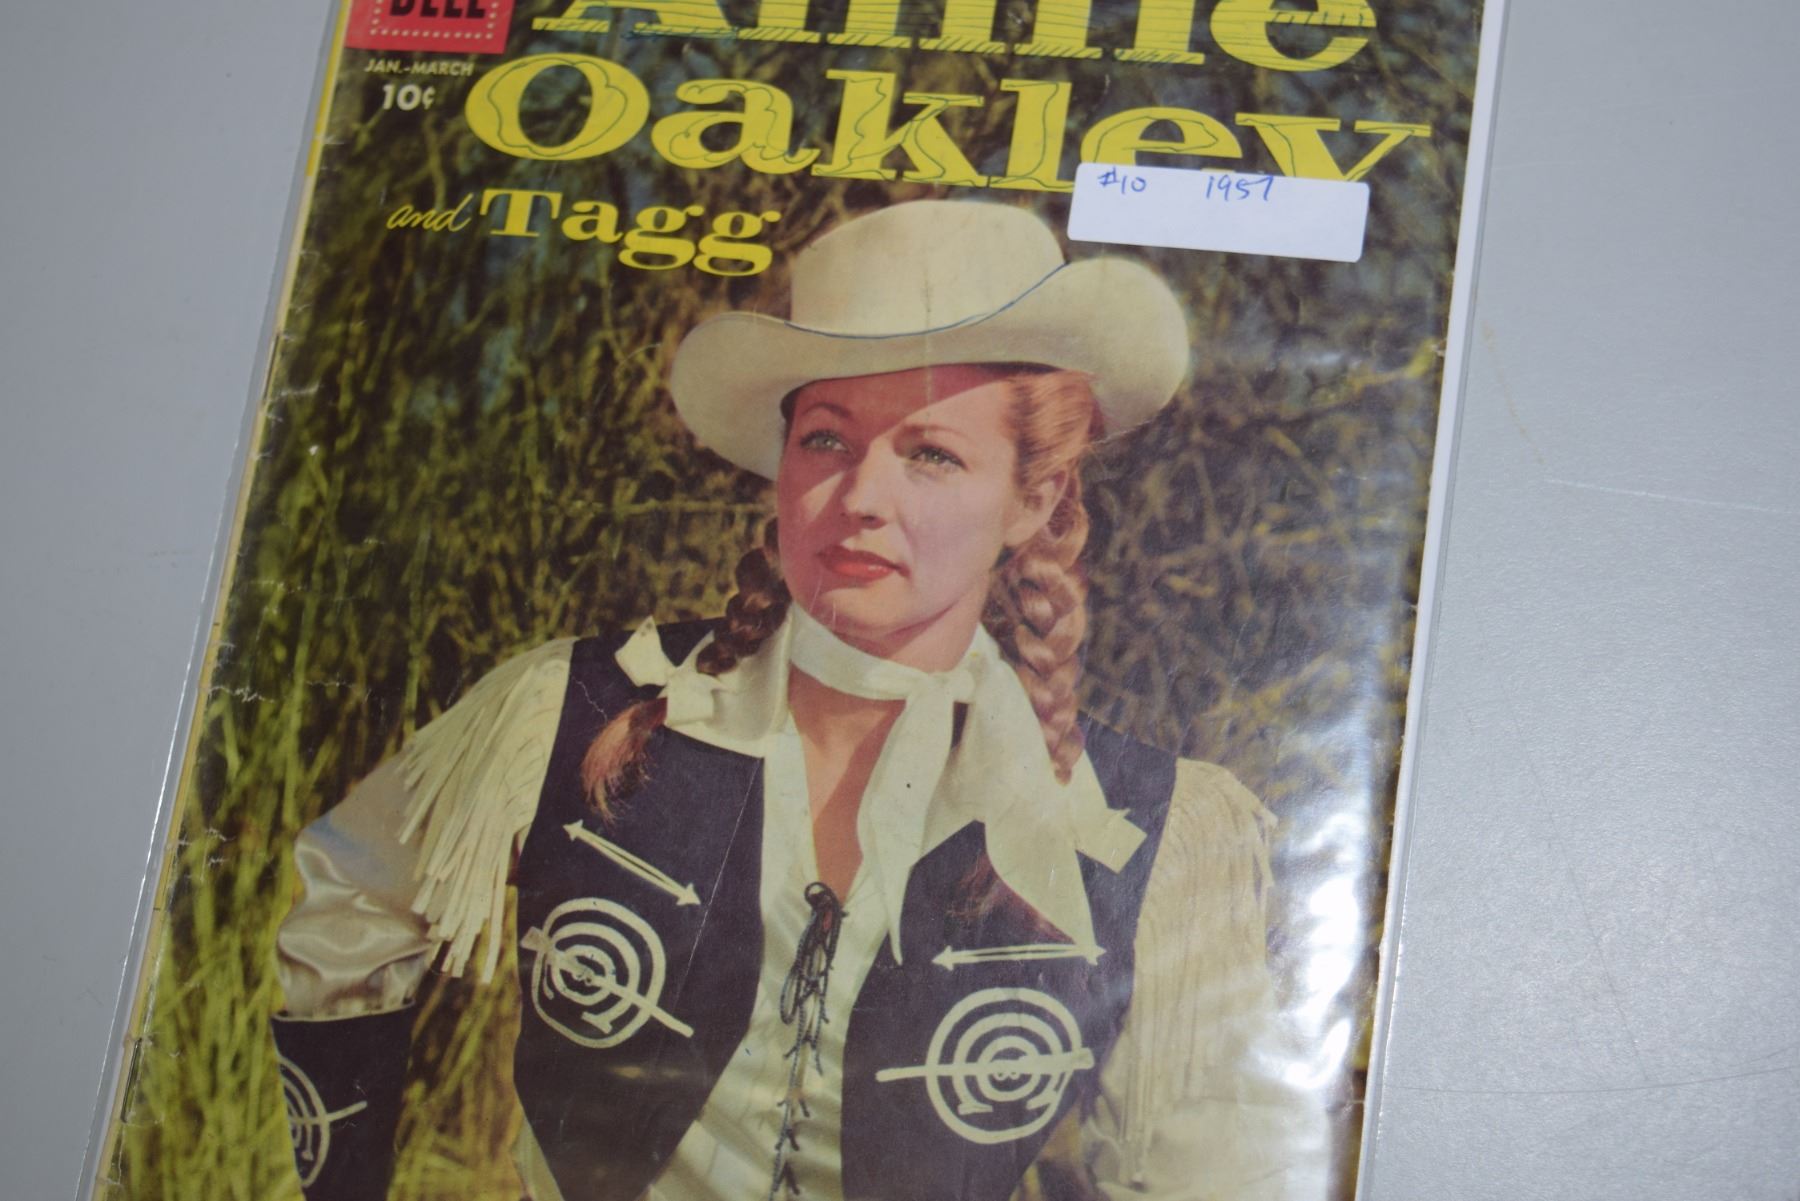 DELL
Annie
JAN.-MARCH
10¢
Oakley
and Tagg
#10 1957